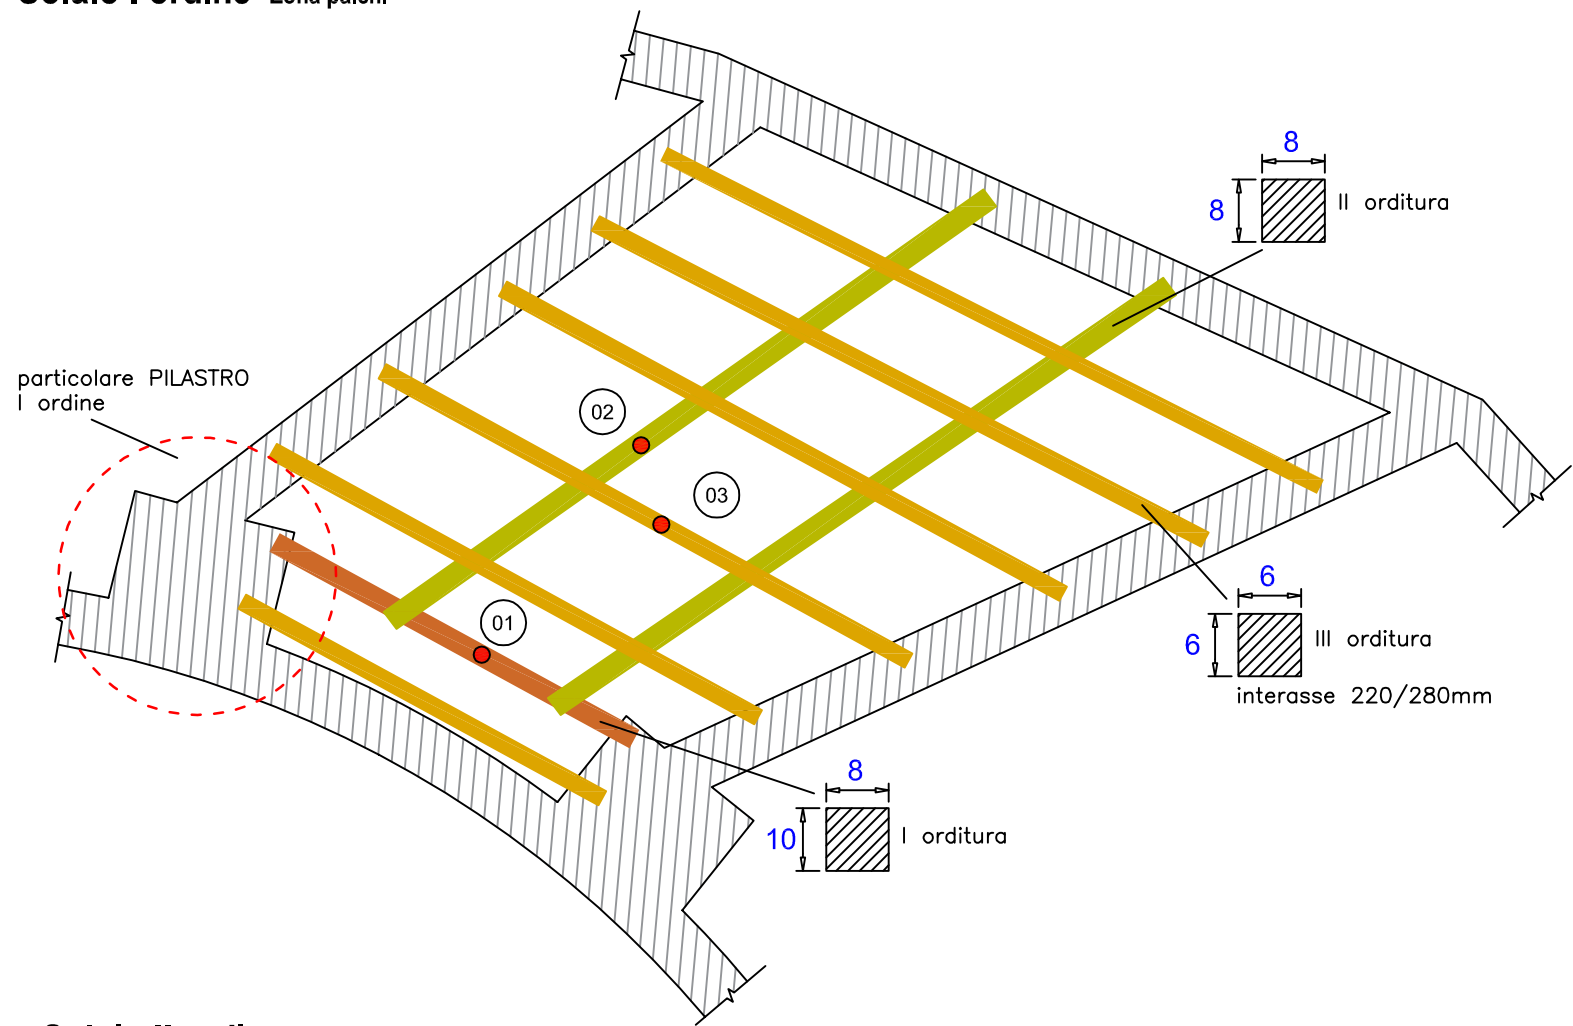 8
8
II orditura
particolare PILASTRO
I ordine
02
03
01
6
6
III orditura
interasse 220/280mm
8
10
I orditura